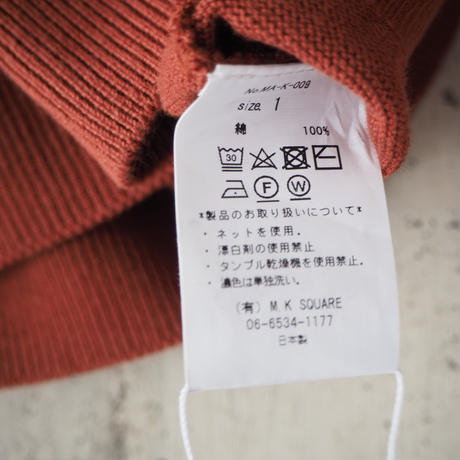 No.MA-K-009
size. 1
綿 100%
30
F W
*製品のお取り扱いについて*
・ ネットを使用.
・ 漂白剤の使用禁止
・ タンブル乾燥機を使用禁止.
・ 濃色は単独洗い.
(有) M K SQUARE
06-6534-1177
日本製